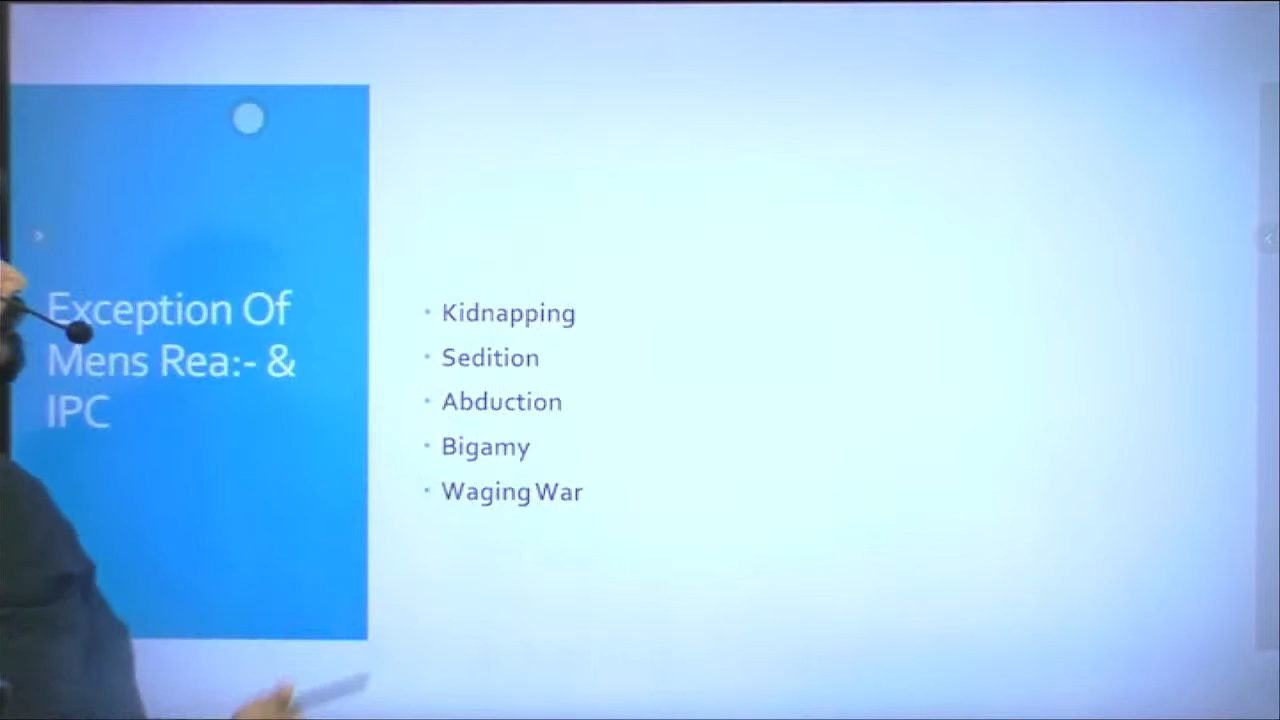 Exception Of
Mens Rea:- &
IPC
Kidnapping
Sedition
Abduction
Bigamy
Waging War